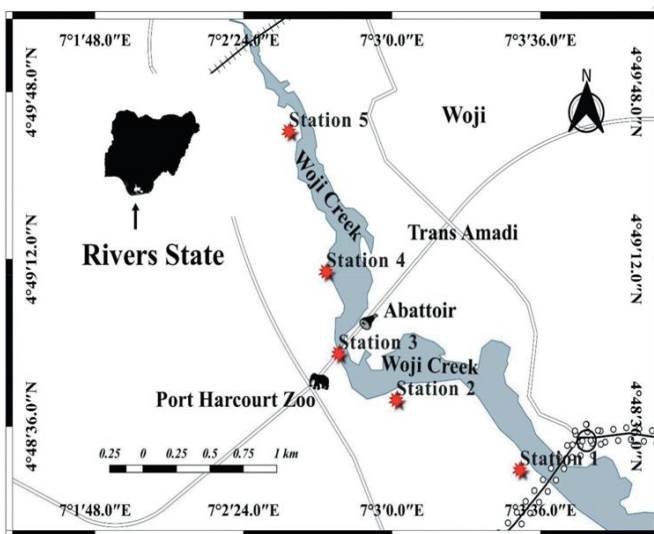 7°1′48.0″E 7°2′24.0″E 7°3′0.0″E 7°3′36.0″E
4°49′48.0″N
4°49′48.0″N
N
Woji
Station 5
Woji Creek
Trans Amadi
Rivers State
Station 4
4°49′12.0″N
4°49′12.0″N
Abattoir
Station 3
Woji Creek
Port Harcourt Zoo
Station 2
4°48′36.0″N
4°48′36.0″N
0.25 0 0.25 0.5 0.75 1 km
Station 1
7°1′48.0″E 7°2′24.0″E 7°3′0.0″E 7°3′36.0″E